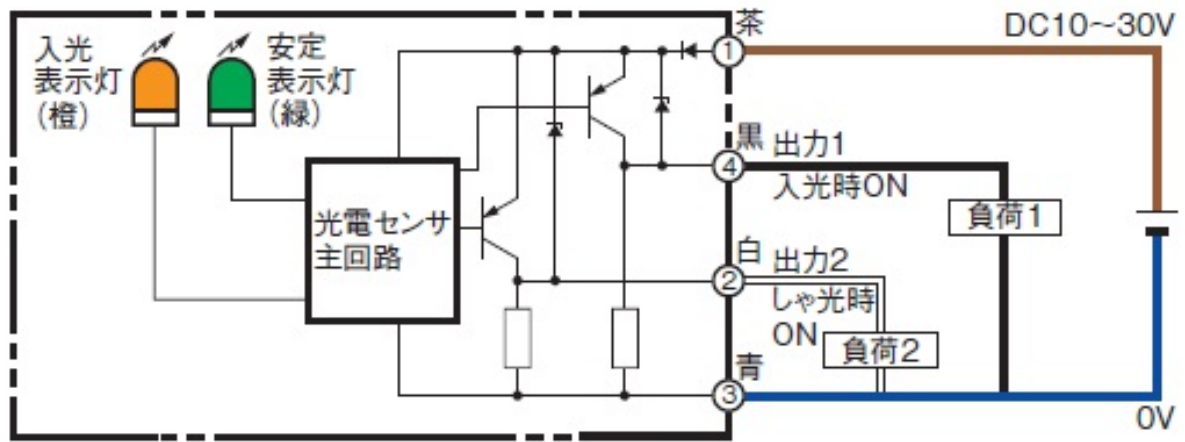 入光
表示灯
(橙)
安定
表示灯
(緑)
光電センサ
主回路
茶
1
DC10～30V
黒
4
出力1
入光時ON
負荷1
白
2
出力2
しゃ光時
ON
負荷2
青
3
0V